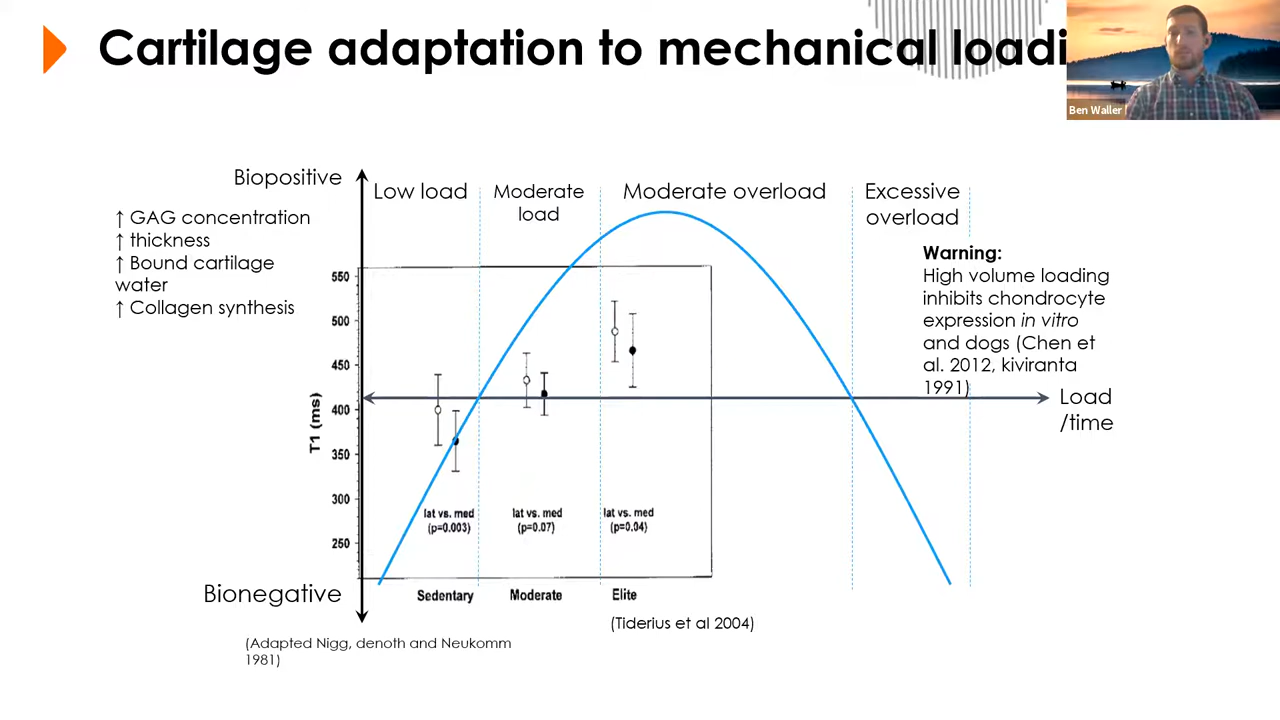 Cartilage adaptation to mechanical loadi
Ben Waller
Biopositive
↑ GAG concentration
↑ thickness
↑ Bound cartilage
water
↑ Collagen synthesis
Low load
Moderate
load
Moderate overload
Excessive
overload
Warning:
High volume loading
inhibits chondrocyte
expression in vitro
and dogs (Chen et
al. 2012, kiviranta
1991)
Load
/time
T1 (ms)
550
500
450
400
350
300
250
lat vs. med
(p=0.003)
lat vs. med
(p=0.07)
lat vs. med
(p=0.04)
Bionegative
Sedentary
Moderate
Elite
(Tiderius et al 2004)
(Adapted Nigg, denoth and Neukomm
1981)